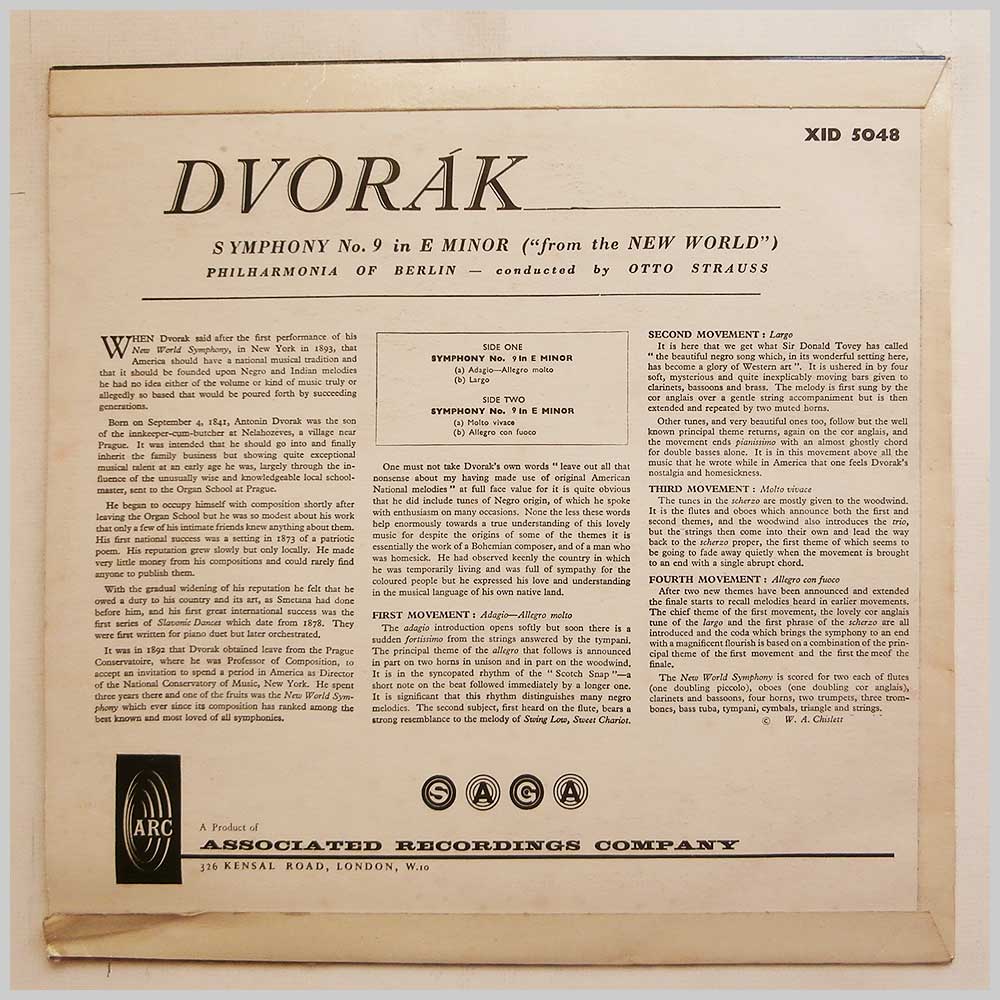 XID 5048
DVORÁK
SYMPHONY No. 9 in E MINOR (“from the NEW WORLD”)
PHILHARMONIA OF BERLIN — conducted by OTTO STRAUSS
WHEN Dvorak said after the first performance of his
New World Symphony, in New York in 1893, that
America should have a national musical tradition and
that it should be founded upon Negro and Indian melodies
he had no idea either of the volume or kind of music truly or
allegedly so based that would be poured forth by succeeding
generations.
Born on September 4, 1841, Antonin Dvorak was the son
of the innkeeper-cum-butcher at Nelahozeves, a village near
Prague. It was intended that he should go into and finally
inherit the family business but showing quite exceptional
musical talent at an early age he was, largely through the in-
fluence of the unusually wise and knowledgeable local school-
master, sent to the Organ School at Prague.
He began to occupy himself with composition shortly after
leaving the Organ School but he was so modest about his work
that only a few of his intimate friends knew anything about them.
His first national success was a setting in 1873 of a patriotic
poem. His reputation grew slowly but only locally. He made
very little money from his compositions and could rarely find
anyone to publish them.
With the gradual widening of his reputation he felt that he
owed a duty to his country and its art, as Smetana had done
before him, and his first great international success was the
first series of Slavonic Dances which date from 1878. They
were first written for piano duet but later orchestrated.
It was in 1892 that Dvorak obtained leave from the Prague
Conservatoire, where he was Professor of Composition, to
accept an invitation to spend a period in America as Director
of the National Conservatory of Music, New York. He spent
three years there and one of the fruits was the New World Sym-
phony which ever since its composition has ranked among the
best known and most loved of all symphonies.
SIDE ONE
SYMPHONY No. 9 in E MINOR
(a) Adagio—Allegro molto
(b) Largo
SIDE TWO
SYMPHONY No. 9 in E MINOR
(a) Molto vivace
(b) Allegro con fuoco
One must not take Dvorak's own words “ leave out all that
nonsense about my having made use of original American
National melodies ” at full face value for it is quite obvious
that he did include tunes of Negro origin, of which he spoke
with enthusiasm on many occasions. None the less these words
help enormously towards a true understanding of this lovely
music for despite the origins of some of the themes it is
essentially the work of a Bohemian composer, and of a man who
was homesick. He had observed keenly the country in which
he was temporarily living and was full of sympathy for the
coloured people but he expressed his love and understanding
in the musical language of his own native land.
FIRST MOVEMENT : Adagio—Allegro molto
The adagio introduction opens softly but soon there is a
sudden fortissimo from the strings answered by the tympani.
The principal theme of the allegro that follows is announced
in part on two horns in unison and in part on the woodwind.
It is in the syncopated rhythm of the “ Scotch Snap ”—a
short note on the beat followed immediately by a longer one.
It is significant that this rhythm distinguishes many negro
melodies. The second subject, first heard on the flute, bears a
strong resemblance to the melody of Swing Low, Sweet Chariot.
SECOND MOVEMENT : Largo
It is here that we get what Sir Donald Tovey has called
“ the beautiful negro song which, in its wonderful setting here,
has become a glory of Western art ”. It is ushered in by four
soft, mysterious and quite inexplicably moving bars given to
clarinets, bassoons and brass. The melody is first sung by the
cor anglais over a gentle string accompaniment but is then
extended and repeated by two muted horns.
Other tunes, and very beautiful ones too, follow but the well
known principal theme returns, again on the cor anglais, and
the movement ends pianissimo with an almost ghostly chord
for double basses alone. It is in this movement above all the
music that he wrote while in America that one feels Dvorak's
nostalgia and homesickness.
THIRD MOVEMENT : Molto vivace
The tunes in the scherzo are mostly given to the woodwind.
It is the flutes and oboes which announce both the first and
second themes, and the woodwind also introduces the trio,
but the strings then come into their own and lead the way
back to the scherzo proper, the first theme of which seems to
be going to fade away quietly when the movement is brought
to an end with a single abrupt chord.
FOURTH MOVEMENT : Allegro con fuoco
After two new themes have been announced and extended
the finale starts to recall melodies heard in earlier movements.
The chief theme of the first movement, the lovely cor anglais
tune of the largo and the first phrase of the scherzo are all
introduced and the coda which brings the symphony to an end
with a magnificent flourish is based on a combination of the prin-
cipal theme of the first movement and the first the meof the
finale,
The New World Symphony is scored for two each of flutes
(one doubling piccolo), oboes (one doubling cor anglais),
clarinets and bassoons, four horns, two trumpets, three trom-
bones, bass tuba, tympani, cymbals, triangle and strings.
© W. A. Chislett
SAGA
ARC
A Product of
ASSOCIATED RECORDINGS COMPANY
326 KENSAL ROAD, LONDON, W.10